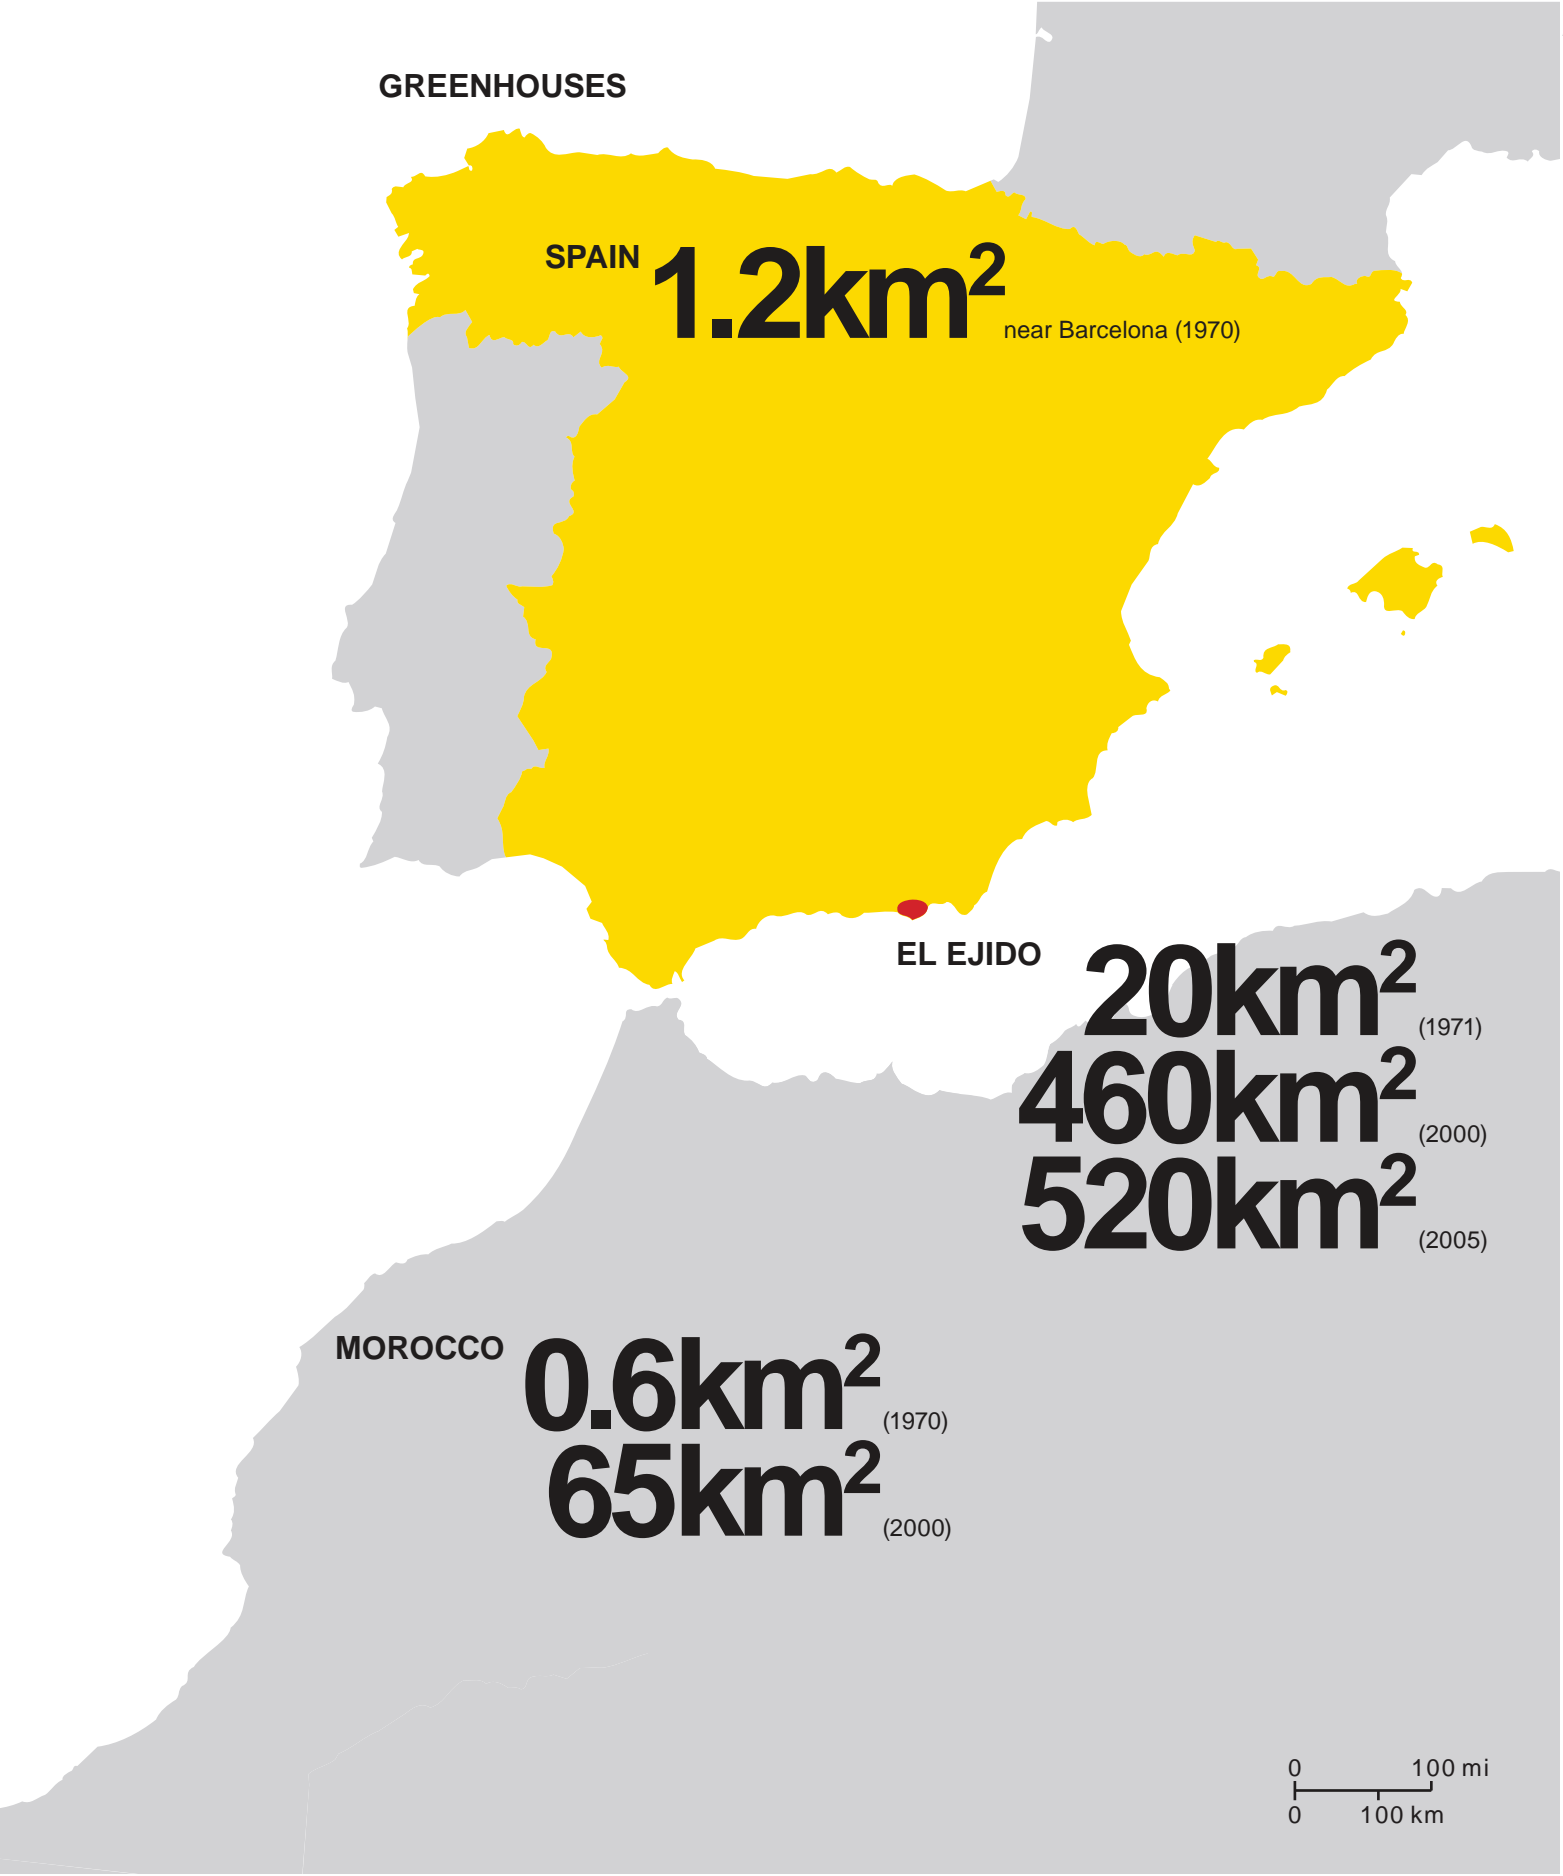 GREENHOUSES
SPAIN 1.2km²
near Barcelona (1970)
EL EJIDO 20km² (1971)
460km² (2000)
520km² (2005)
MOROCCO 0.6km² (1970)
65km² (2000)
0 100 mi
0 100 km